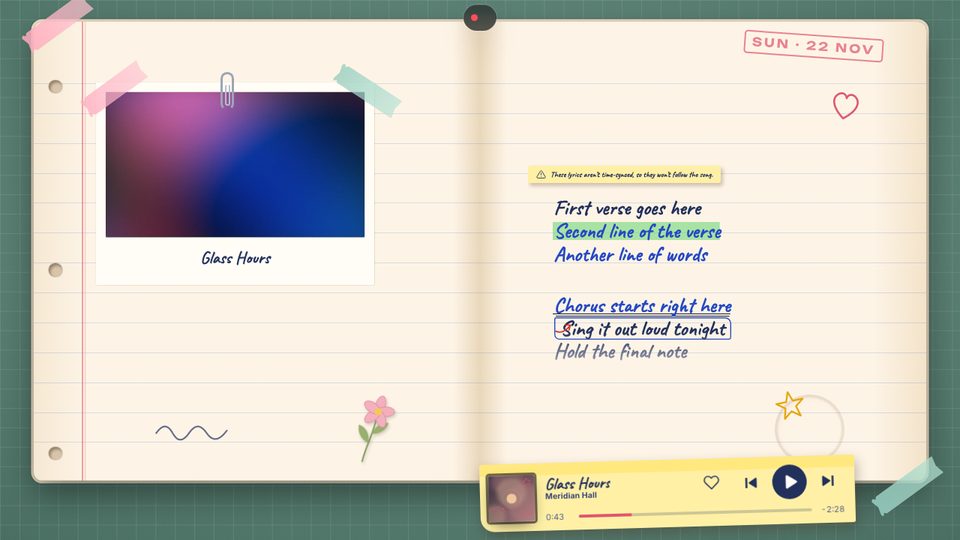 SUN · 22 NOV
Glass Hours
These lyrics aren't time-synced, so they won't follow the song.
First verse goes here
Second line of the verse
Another line of words
Chorus starts right here
Sing it out loud tonight
Hold the final note
Glass Hours
Meridian Hall
0:43
-2:28